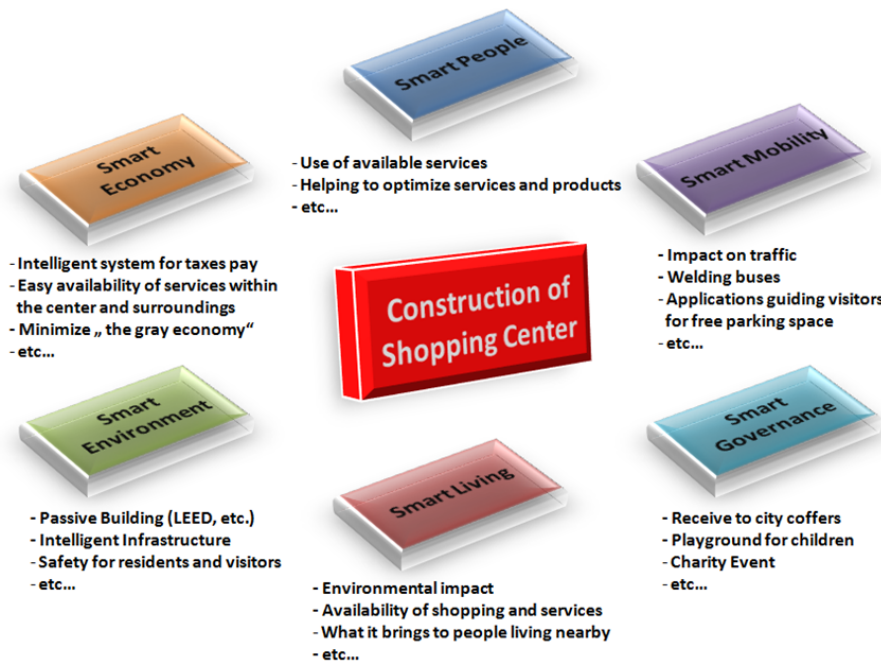 Smart People
- Use of available services
- Helping to optimize services and products
- etc...
Smart
Economy
- Intelligent system for taxes pay
- Easy availability of services within
the center and surroundings
- Minimize „ the gray economy“
- etc...
Smart Mobility
- Impact on traffic
- Welding buses
- Applications guiding visitors
for free parking space
- etc...
Construction of
Shopping Center
Smart
Environment
- Passive Building (LEED, etc.)
- Intelligent Infrastructure
- Safety for residents and visitors
- etc...
Smart Living
- Environmental impact
- Availability of shopping and services
- What it brings to people living nearby
- etc...
Smart
Governance
- Receive to city coffers
- Playground for children
- Charity Event
- etc...